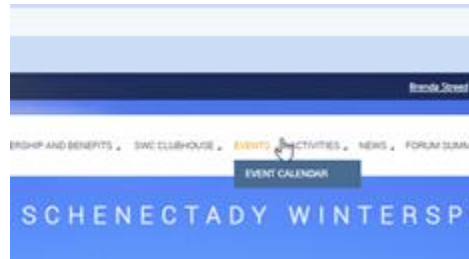 Brenda Street
ERSHIP AND BENEFITS SWC CLUBHOUSE EVENTS ACTIVITIES NEWS FORUM SUMM
EVENT CALENDAR
SCHENECTADY WINTERSP